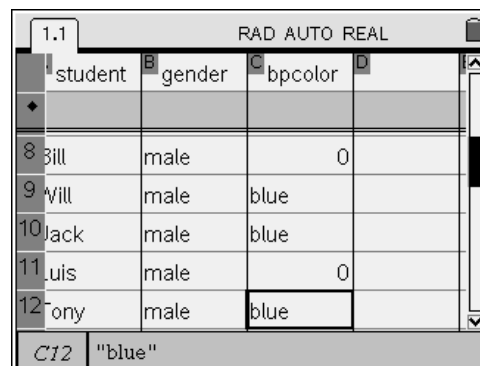 1.1 RAD AUTO REAL
A student B gender C bpcolor D E
♦
8 Bill male 0
9 Will male blue
10 Jack male blue
11 Luis male 0
12 Tony male blue
C12 "blue"